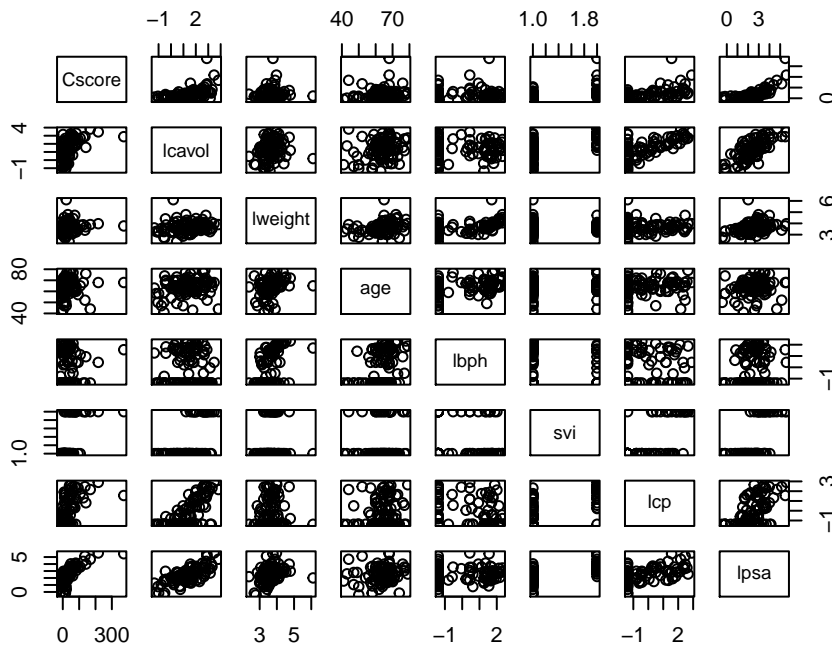 −1 2 40 70 1.0 1.8 0 3
Cscore 0
−1 4 lcavol
lweight 3 6
40 80 age
lbph −1
1.0 svi
lcp −1 3
0 5 lpsa
0 300 3 5 −1 2 −1 2